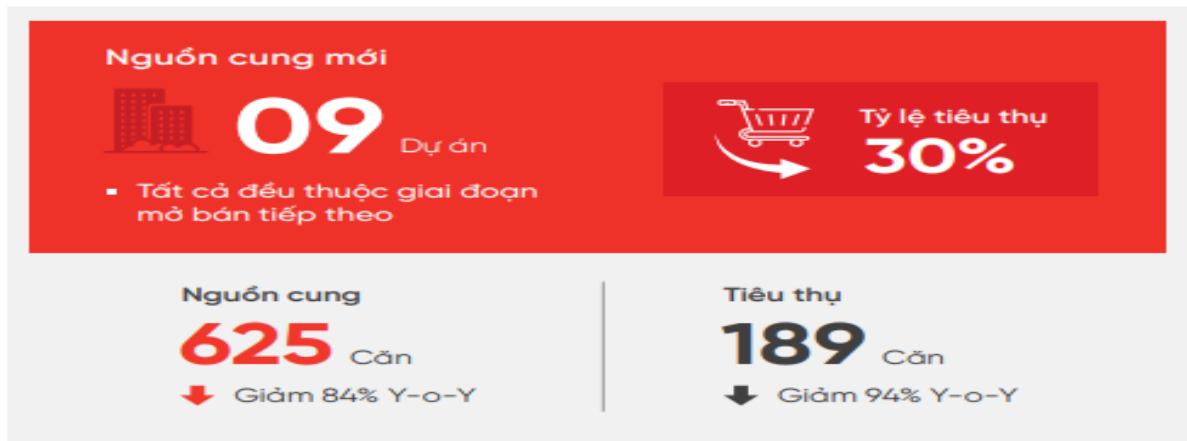 Nguồn cung mới
09 Dự án
▪ Tất cả đều thuộc giai đoạn
mở bán tiếp theo
Tỷ lệ tiêu thụ
30%
Nguồn cung
625 Căn
Giảm 84% Y-o-Y
Tiêu thụ
189 Căn
Giảm 94% Y-o-Y